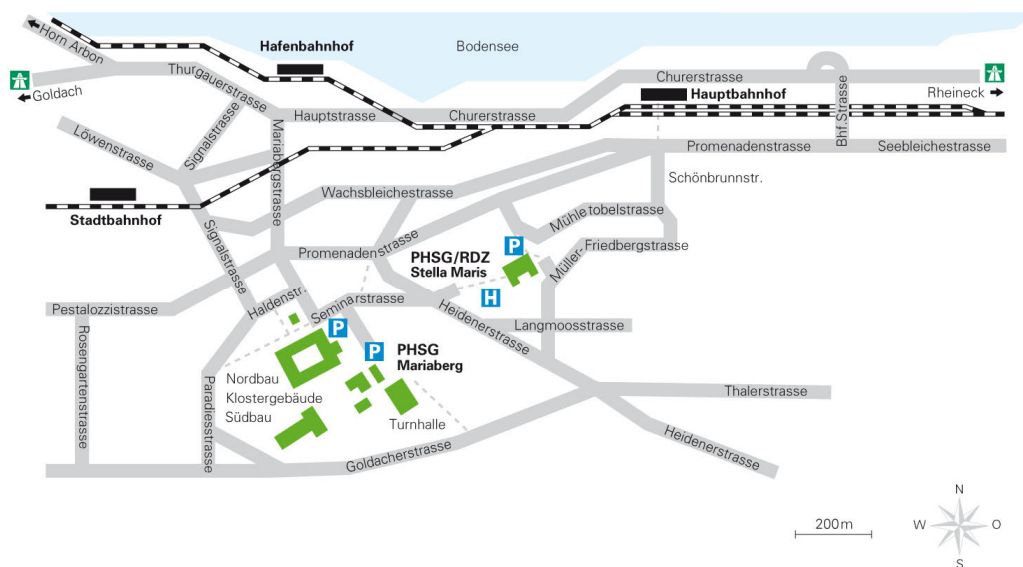 Horn Arbon
Hafenbahnhof
Bodensee
Thurgauerstrasse
Churerstrasse
Goldach
Hauptbahnhof
Rheineck
Signalstrasse
Hauptstrasse
Churerstrasse
Bhf.Strasse
Löwenstrasse
Mariabergstrasse
Promenadenstrasse
Seebleichestrasse
Schönbrunnstr.
Wachsbleichestrasse
Stadtbahnhof
Mühletobelstrasse
Signalstrasse
Promenadenstrasse
P
PHSG/RDZ
Stella Maris
Müller-Friedbergstrasse
Haldenstr.
H
Pestalozzistrasse
Seminarstrasse
Heidenerstrasse
Langmoosstrasse
P
P
PHSG
Mariaberg
Rosengartenstrasse
Paradiesstrasse
Nordbau
Klostergebäude
Südbau
Turnhalle
Thalerstrasse
Goldacherstrasse
Heidenerstrasse
200m
N
W
O
S